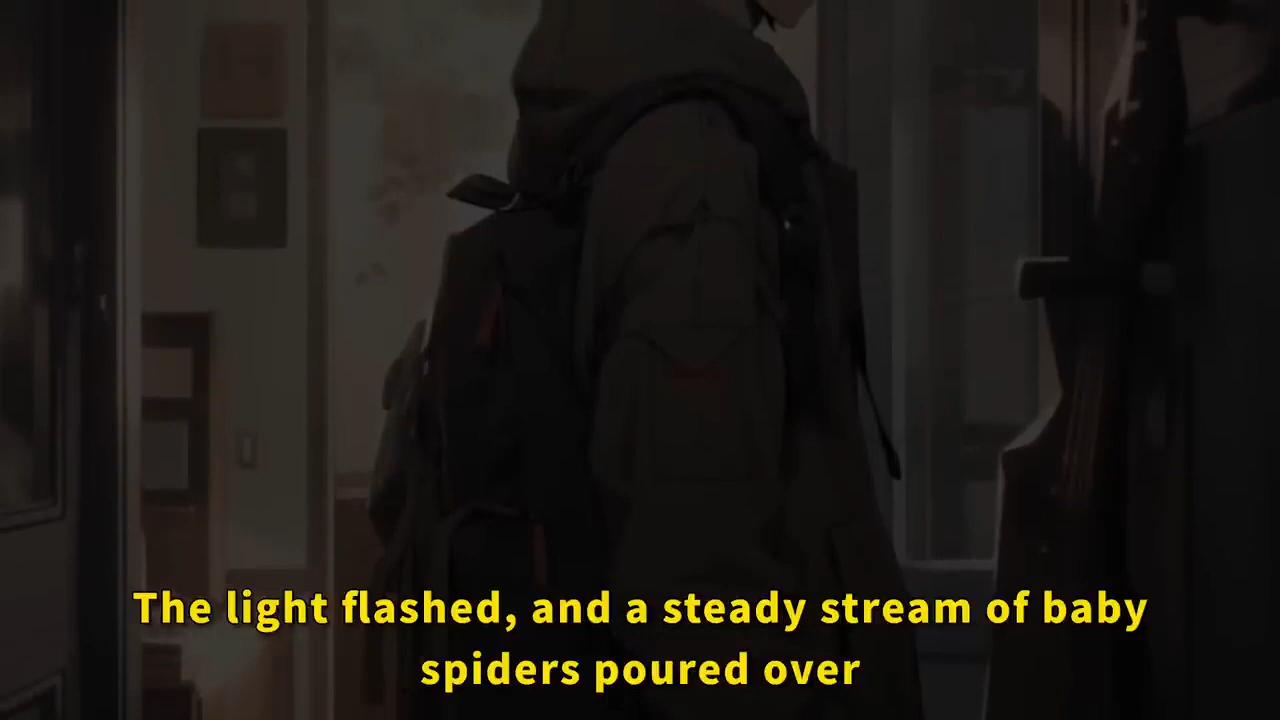 The light flashed, and a steady stream of baby
spiders poured over